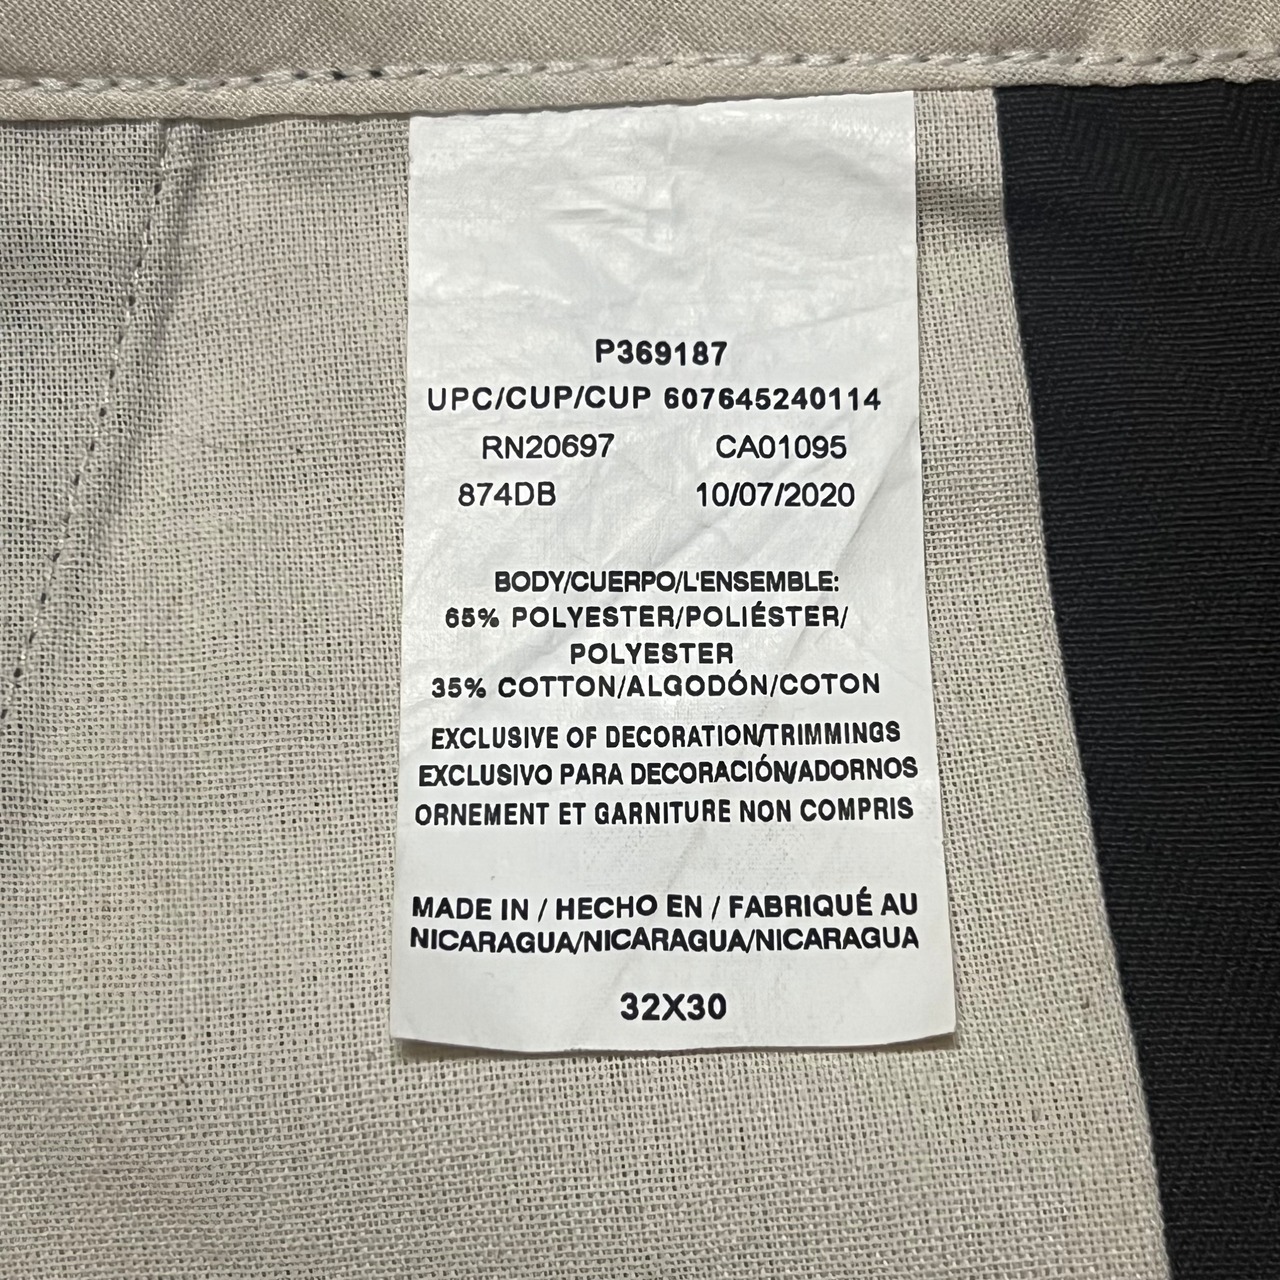 P369187
UPC/CUP/CUP 607645240114
RN20697 CA01095
874DB 10/07/2020
BODY/CUERPO/L'ENSEMBLE:
65% POLYESTER/POLIÉSTER/
POLYESTER
35% COTTON/ALGODÓN/COTON
EXCLUSIVE OF DECORATION/TRIMMINGS
EXCLUSIVO PARA DECORACIÓN/ADORNOS
ORNEMENT ET GARNITURE NON COMPRIS
MADE IN / HECHO EN / FABRIQUÉ AU
NICARAGUA/NICARAGUA/NICARAGUA
32X30